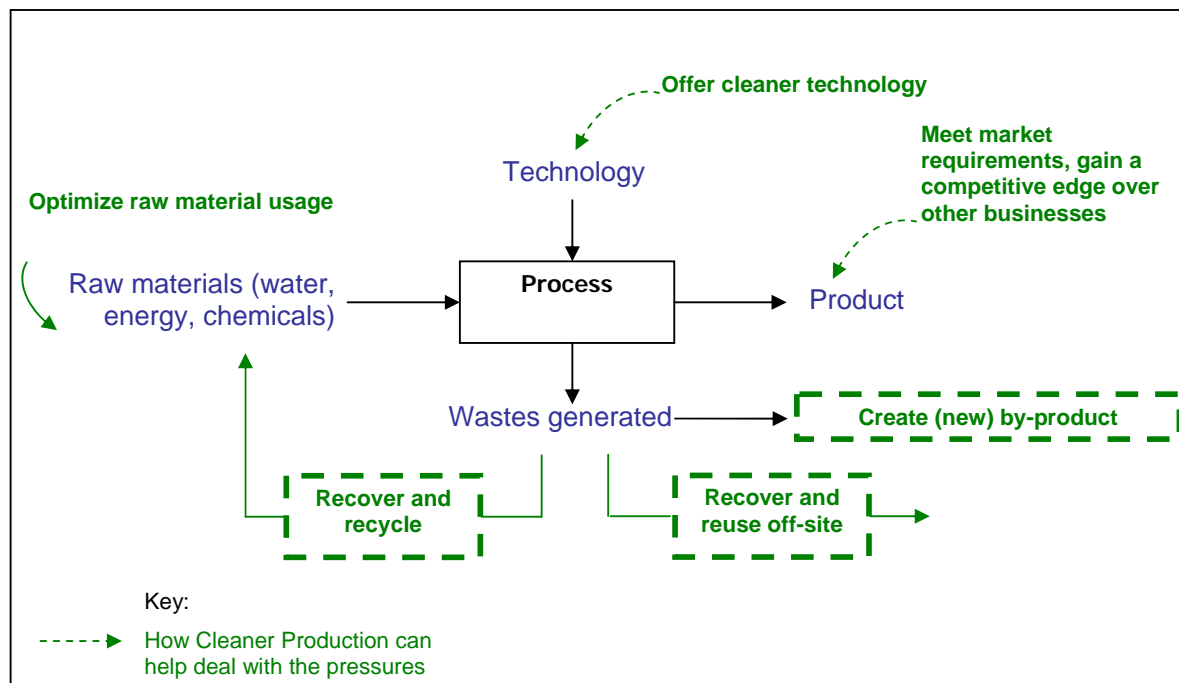 Offer cleaner technology
Meet market
requirements, gain a
competitive edge over
other businesses
Technology
Optimize raw material usage
Raw materials (water,
energy, chemicals)
Process
Product
Wastes generated
Create (new) by-product
Recover and
recycle
Recover and
reuse off-site
Key:
How Cleaner Production can
help deal with the pressures